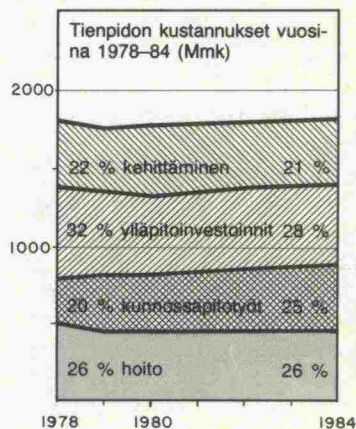 Tienpidon kustannukset vuosi-
na 1978–84 (Mmk)
2000
22 % kehittäminen 21 %
32 % ylläpitoinvestoinnit 28 %
1000
20 % kunnossapitotyöt 25 %
26 % hoito 26 %
1978 1980 1984